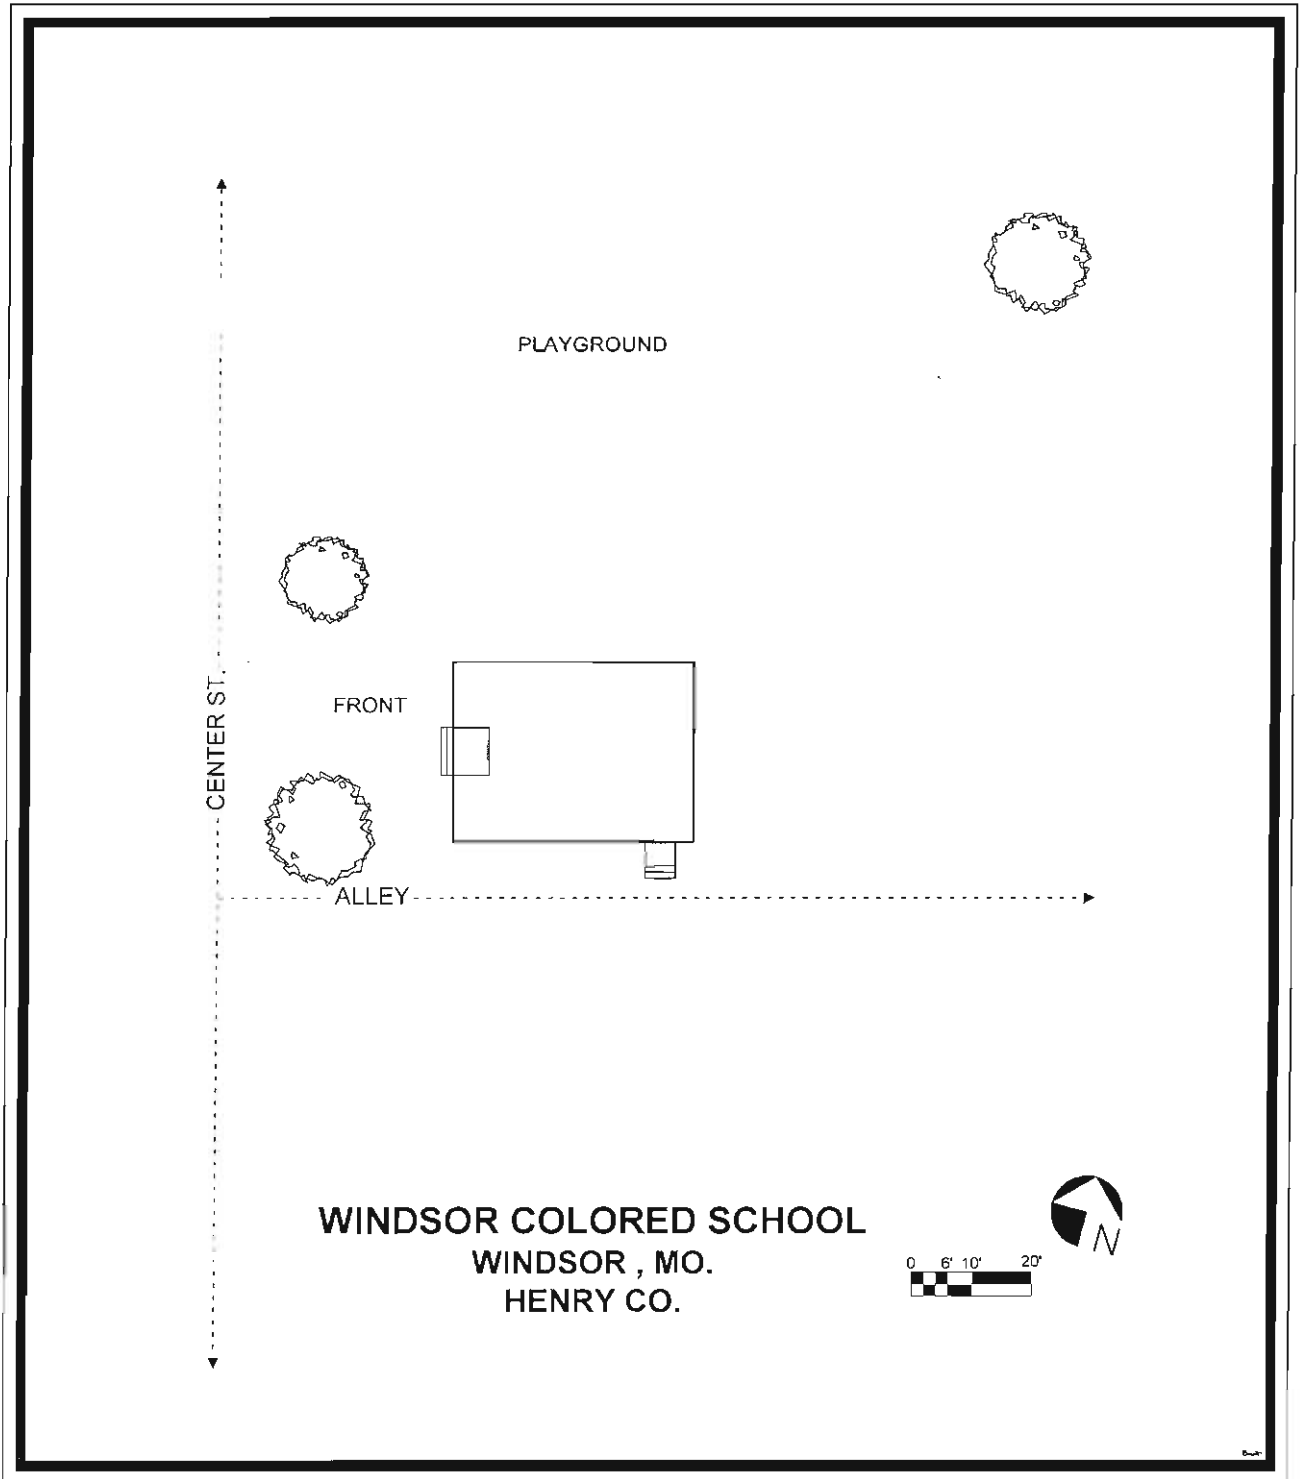 PLAYGROUND
FRONT
CENTER ST.
ALLEY
WINDSOR COLORED SCHOOL
WINDSOR , MO.
HENRY CO.
0 6' 10' 20'
N